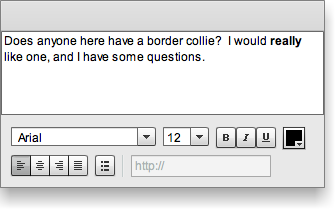 Does anyone here have a border collie?  I would really
like one, and I have some questions.
Arial 12 B I U
http://